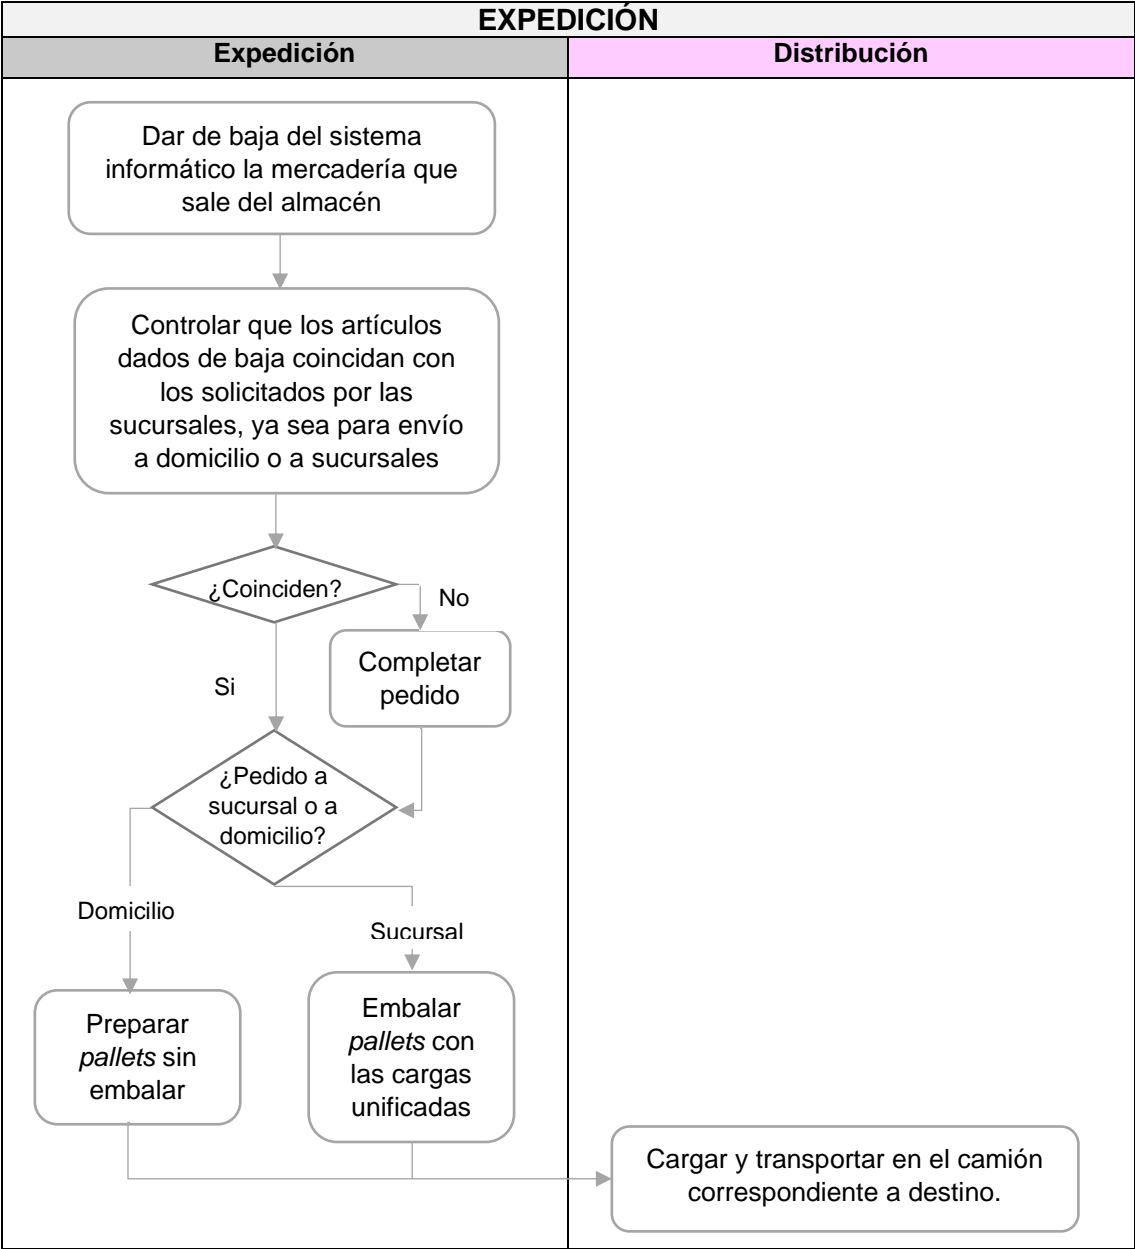 EXPEDICIÓN
Expedición
Distribución
Dar de baja del sistema
informático la mercadería que
sale del almacén
Controlar que los artículos
dados de baja coincidan con
los solicitados por las
sucursales, ya sea para envío
a domicilio o a sucursales
¿Coinciden?
No
Completar
pedido
Si
¿Pedido a
sucursal o a
domicilio?
Domicilio
Sucursal
Preparar
pallets sin
embalar
Embalar
pallets con
las cargas
unificadas
Cargar y transportar en el camión
correspondiente a destino.